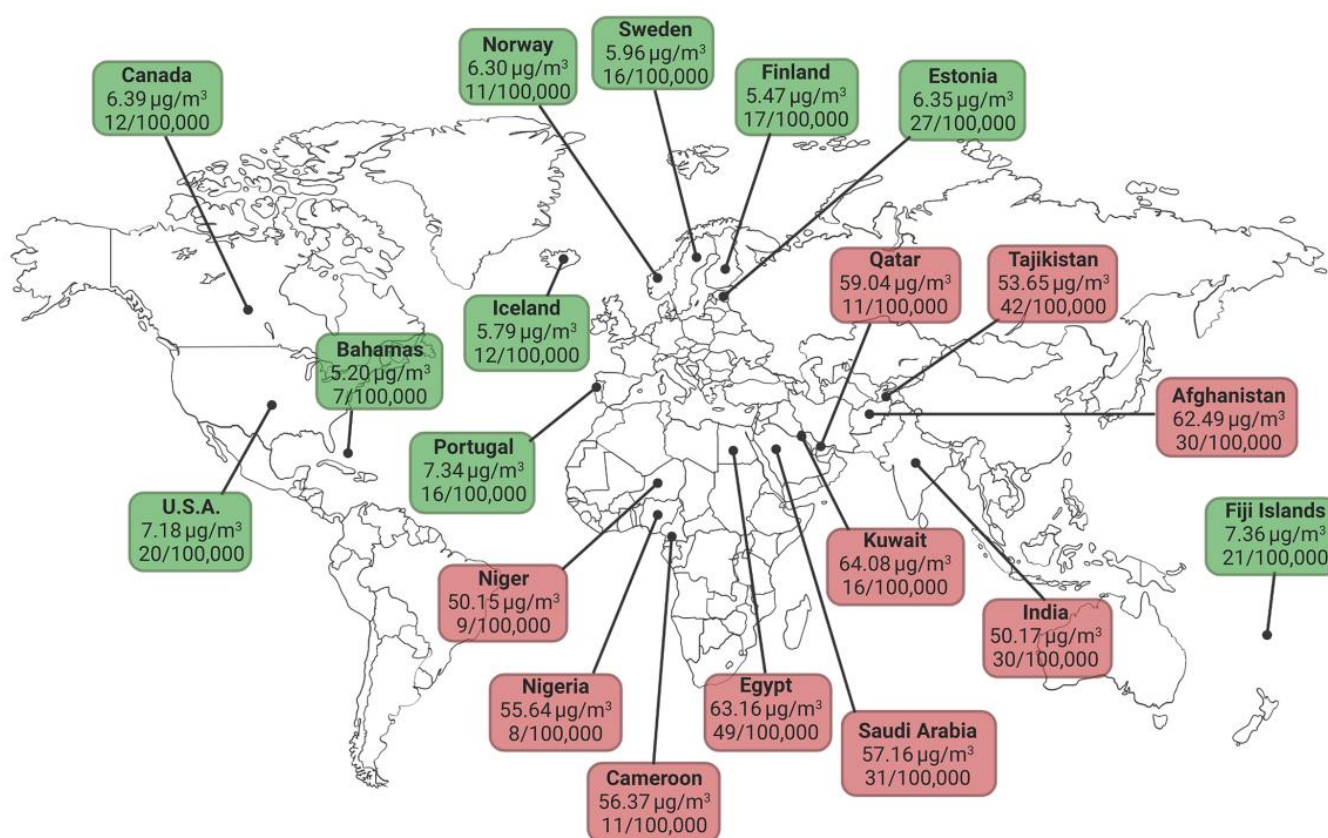 Canada
6.39 µg/m³
12/100,000
Norway
6.30 µg/m³
11/100,000
Sweden
5.96 µg/m³
16/100,000
Finland
5.47 µg/m³
17/100,000
Estonia
6.35 µg/m³
27/100,000
Iceland
5.79 µg/m³
12/100,000
Qatar
59.04 µg/m³
11/100,000
Tajikistan
53.65 µg/m³
42/100,000
Bahamas
5.20 µg/m³
7/100,000
Afghanistan
62.49 µg/m³
30/100,000
Portugal
7.34 µg/m³
16/100,000
U.S.A.
7.18 µg/m³
20/100,000
Fiji Islands
7.36 µg/m³
21/100,000
Kuwait
64.08 µg/m³
16/100,000
Niger
50.15 µg/m³
9/100,000
India
50.17 µg/m³
30/100,000
Nigeria
55.64 µg/m³
8/100,000
Egypt
63.16 µg/m³
49/100,000
Saudi Arabia
57.16 µg/m³
31/100,000
Cameroon
56.37 µg/m³
11/100,000